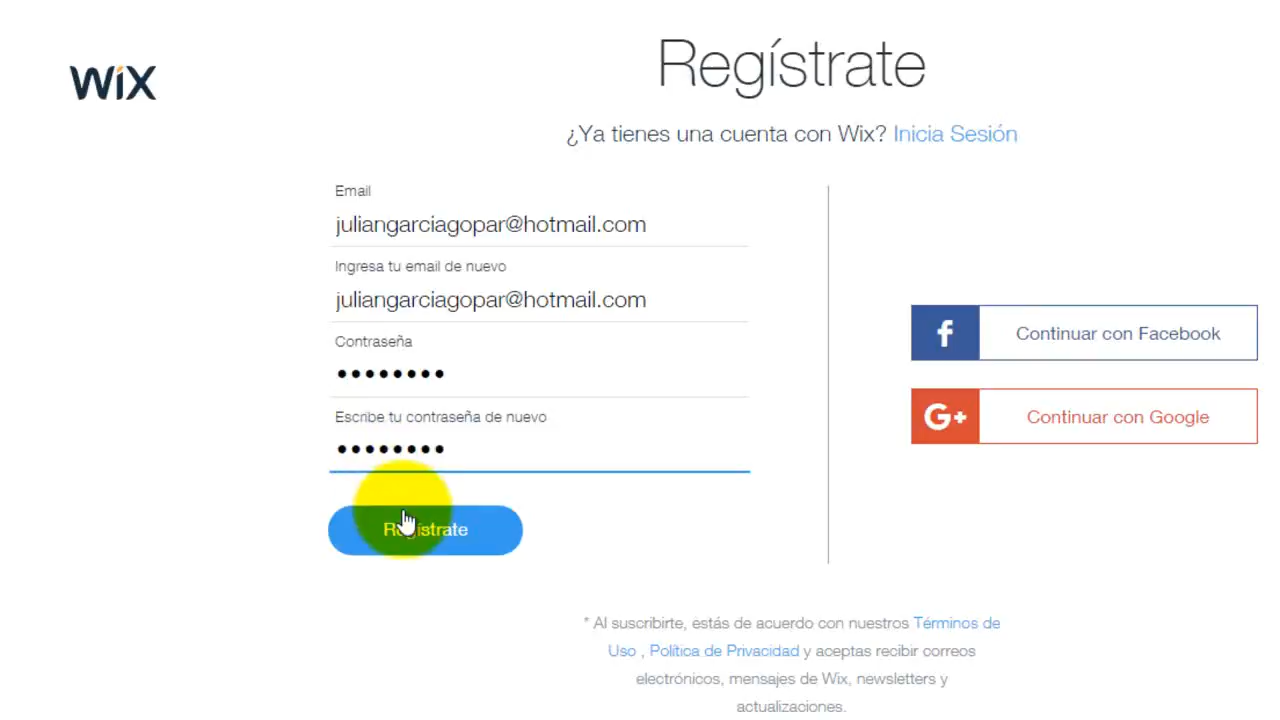 WiX
Regístrate
¿Ya tienes una cuenta con Wix? Inicia Sesión
Email
juliangarciagopar@hotmail.com
Ingresa tu email de nuevo
juliangarciagopar@hotmail.com
Contraseña
••••••••
Escribe tu contraseña de nuevo
••••••••
Regístrate
f Continuar con Facebook
G+ Continuar con Google
* Al suscribirte, estás de acuerdo con nuestros Términos de
Uso , Política de Privacidad y aceptas recibir correos
electrónicos, mensajes de Wix, newsletters y
actualizaciones.